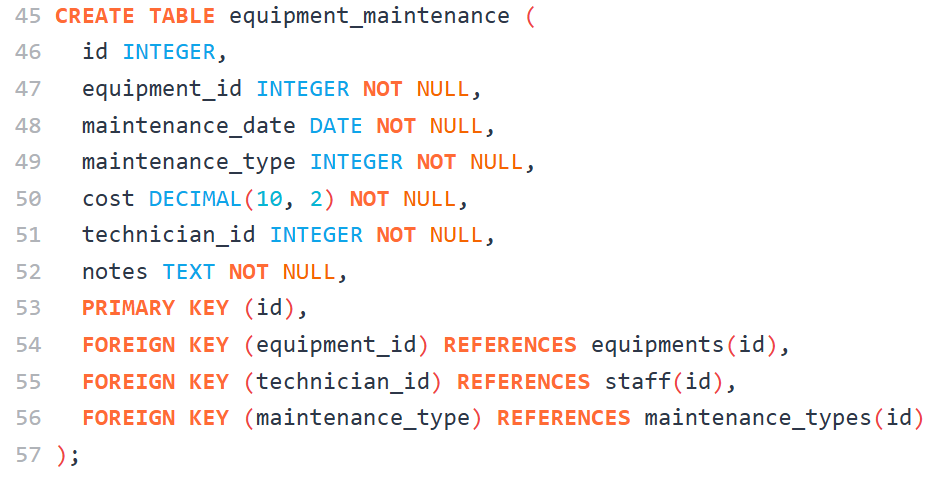 45 CREATE TABLE equipment_maintenance (
46   id INTEGER,
47   equipment_id INTEGER NOT NULL,
48   maintenance_date DATE NOT NULL,
49   maintenance_type INTEGER NOT NULL,
50   cost DECIMAL(10, 2) NOT NULL,
51   technician_id INTEGER NOT NULL,
52   notes TEXT NOT NULL,
53   PRIMARY KEY (id),
54   FOREIGN KEY (equipment_id) REFERENCES equipments(id),
55   FOREIGN KEY (technician_id) REFERENCES staff(id),
56   FOREIGN KEY (maintenance_type) REFERENCES maintenance_types(id)
57 );